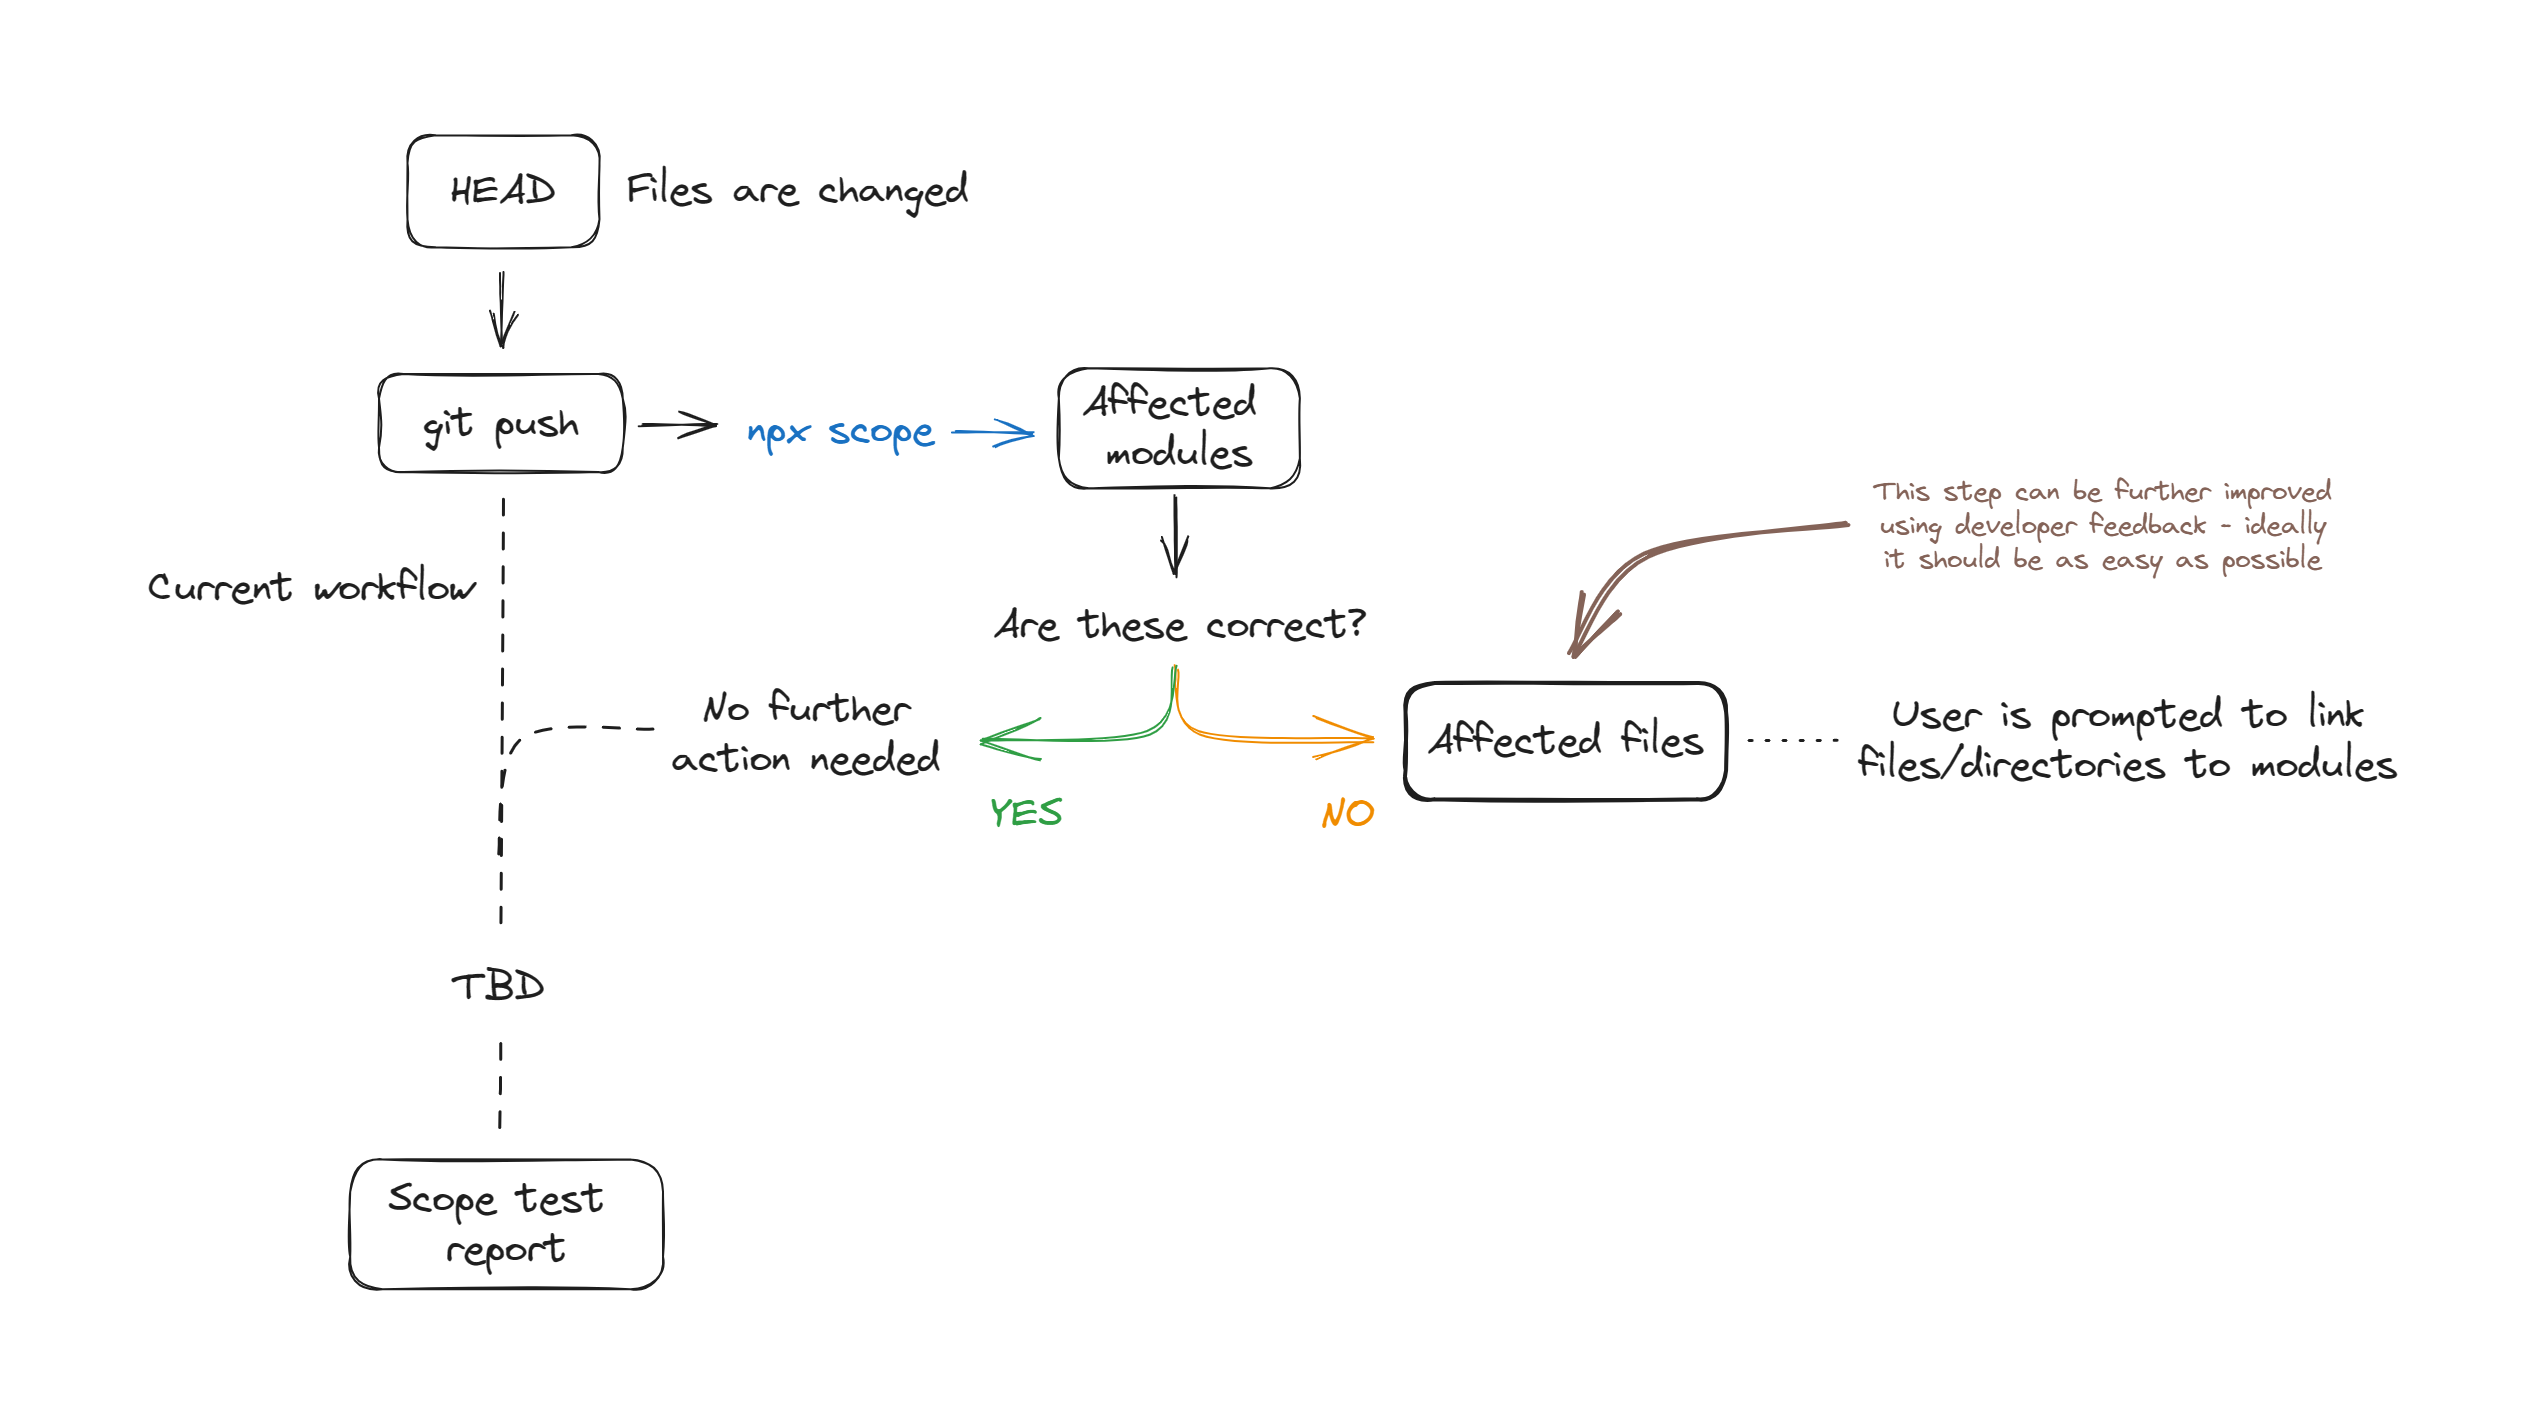 HEAD
Files are changed
git push
npx scope
Affected
modules
This step can be further improved
using developer feedback - ideally
it should be as easy as possible
Current workflow
Are these correct?
No further
action needed
YES
NO
Affected files
User is prompted to link
files/directories to modules
TBD
Scope test
report